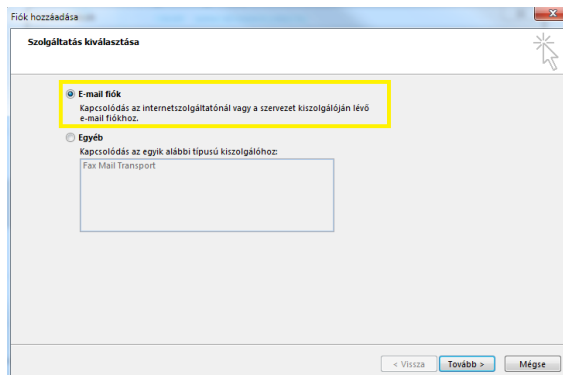 Fiók hozzáadása
Szolgáltatás kiválasztása
E-mail fiók
Kapcsolódás az internetszolgáltatónál vagy a szervezet kiszolgálóján lévő
e-mail fiókhoz.
Egyéb
Kapcsolódás az egyik alábbi típusú kiszolgálóhoz:
Fax Mail Transport
< Vissza Tovább > Mégse